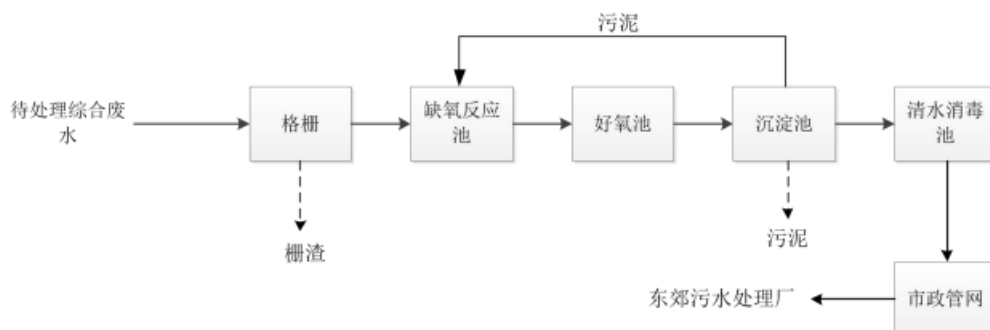 污泥
待处理综合废
水
格栅
缺氧反应
池
好氧池
沉淀池
清水消毒
池
栅渣
污泥
东郊污水处理厂
市政管网